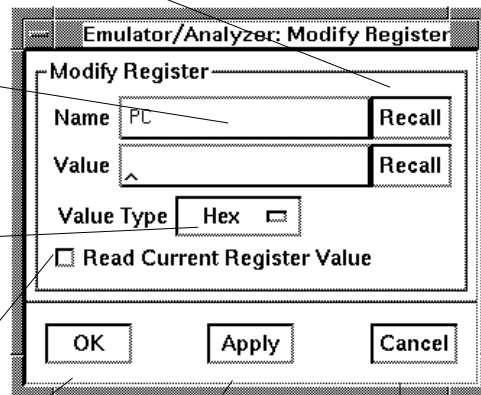 Emulator/Analyzer: Modify Register
Modify Register
Name PC Recall
Value Recall
Value Type Hex
Read Current Register Value
OK Apply Cancel